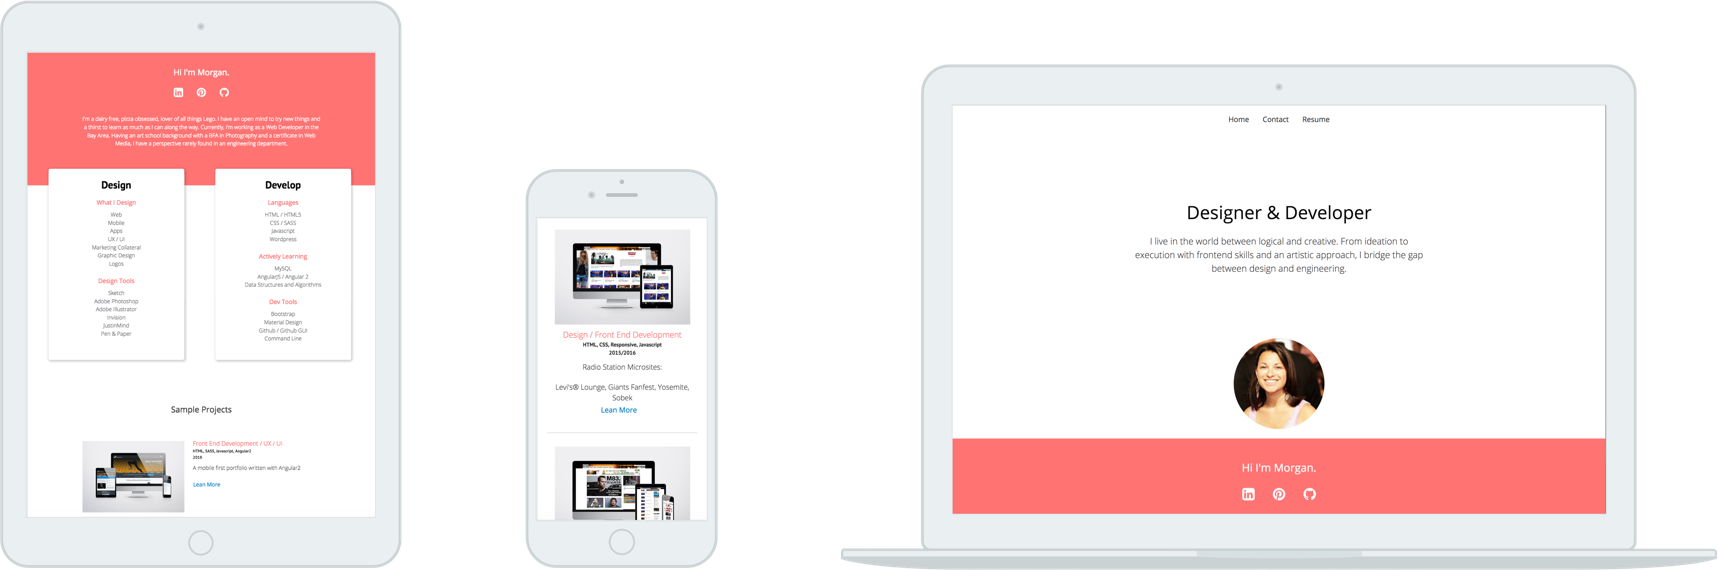 Hi I'm Morgan.
I'm a dairy free, pizza obsessed, lover of all things Lego. I have an open mind to try new things and
a thirst to learn as much as I can along the way. Currently, I'm working as a Web Developer in the
Bay Area. Having an art school background with a BFA in Photography and a certificate in Web
Media, I have a perspective rarely found in an engineering department.
Design
What I Design
Web
Mobile
Apps
UX / UI
Marketing Collateral
Graphic Design
Logos
Design Tools
Sketch
Adobe Photoshop
Adobe Illustrator
Invision
JustinMind
Pen & Paper
Develop
Languages
HTML / HTML5
CSS / SASS
Javascript
Wordpress
Actively Learning
MySQL
AngularJS / Angular 2
Data Structures and Algorithms
Dev Tools
Bootstrap
Material Design
Github / Github GUI
Command Line
Sample Projects
Front End Development / UX / UI
HTML, SASS, Javascript, Angular2
2016
A mobile first portfolio written with Angular2
Lean More
Design / Front End Development
HTML, CSS, Responsive, Javascript
2015/2016
Radio Station Microsites:
Levi's® Lounge, Giants Fanfest, Yosemite,
Sobek
Lean More
Home Contact Resume
Designer & Developer
I live in the world between logical and creative. From ideation to
execution with frontend skills and an artistic approach, I bridge the gap
between design and engineering.
Hi I'm Morgan.